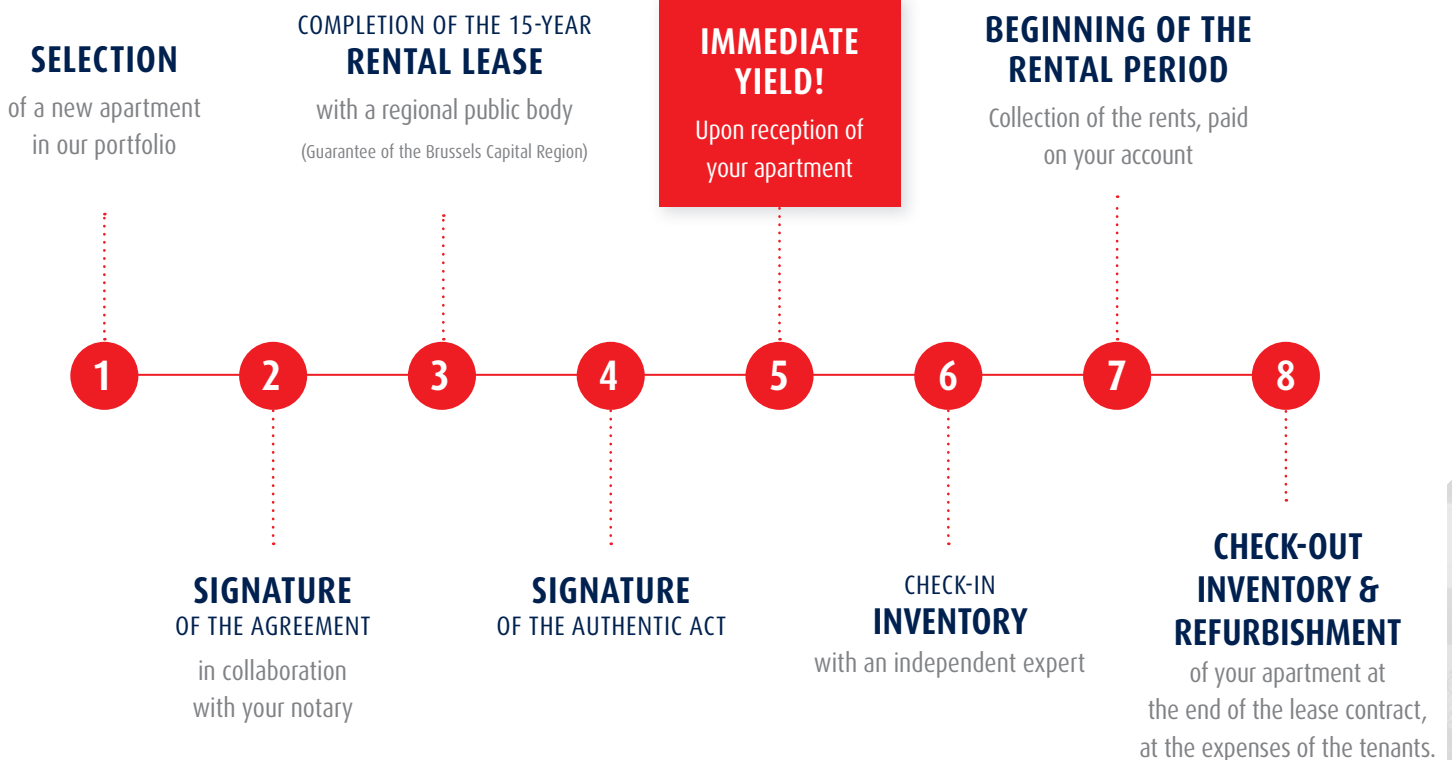 SELECTION
of a new apartment
in our portfolio
COMPLETION OF THE 15-YEAR
RENTAL LEASE
with a regional public body
(Guarantee of the Brussels Capital Region)
IMMEDIATE
YIELD!
Upon reception of
your apartment
BEGINNING OF THE
RENTAL PERIOD
Collection of the rents, paid
on your account
1
2
3
4
5
6
7
8
SIGNATURE
OF THE AGREEMENT
in collaboration
with your notary
SIGNATURE
OF THE AUTHENTIC ACT
CHECK-IN
INVENTORY
with an independent expert
CHECK-OUT
INVENTORY &
REFURBISHMENT
of your apartment at
the end of the lease contract,
at the expenses of the tenants.